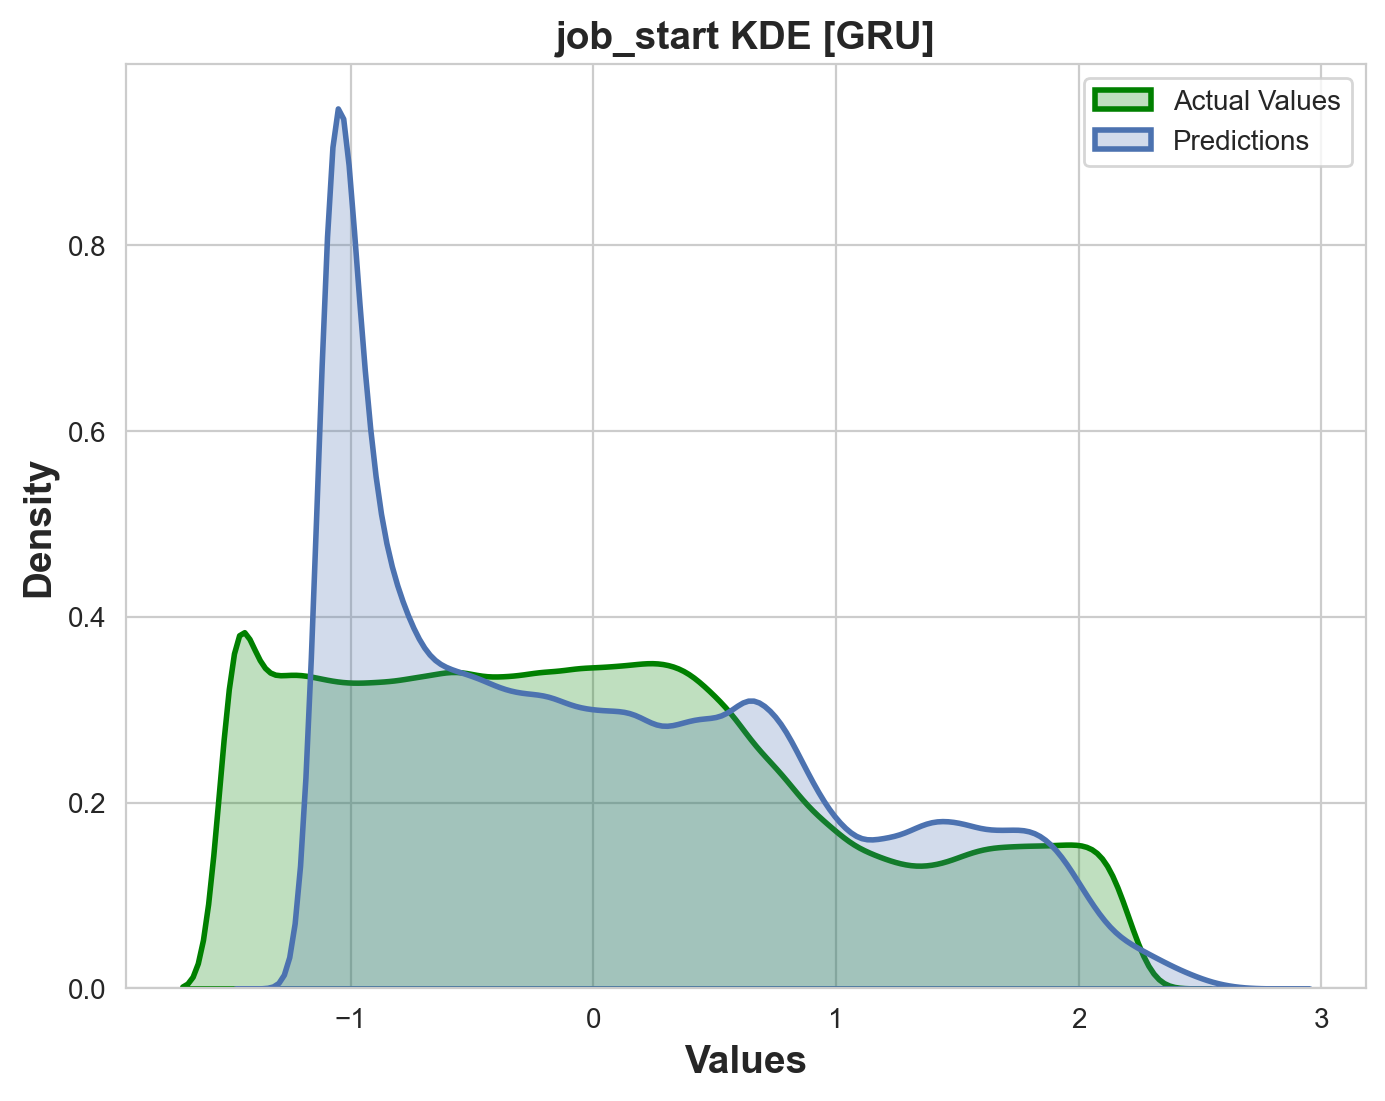 job_start KDE [GRU]
Actual Values
Predictions
Density
0.8
0.6
0.4
0.2
0.0
−1
0
1
2
3
Values